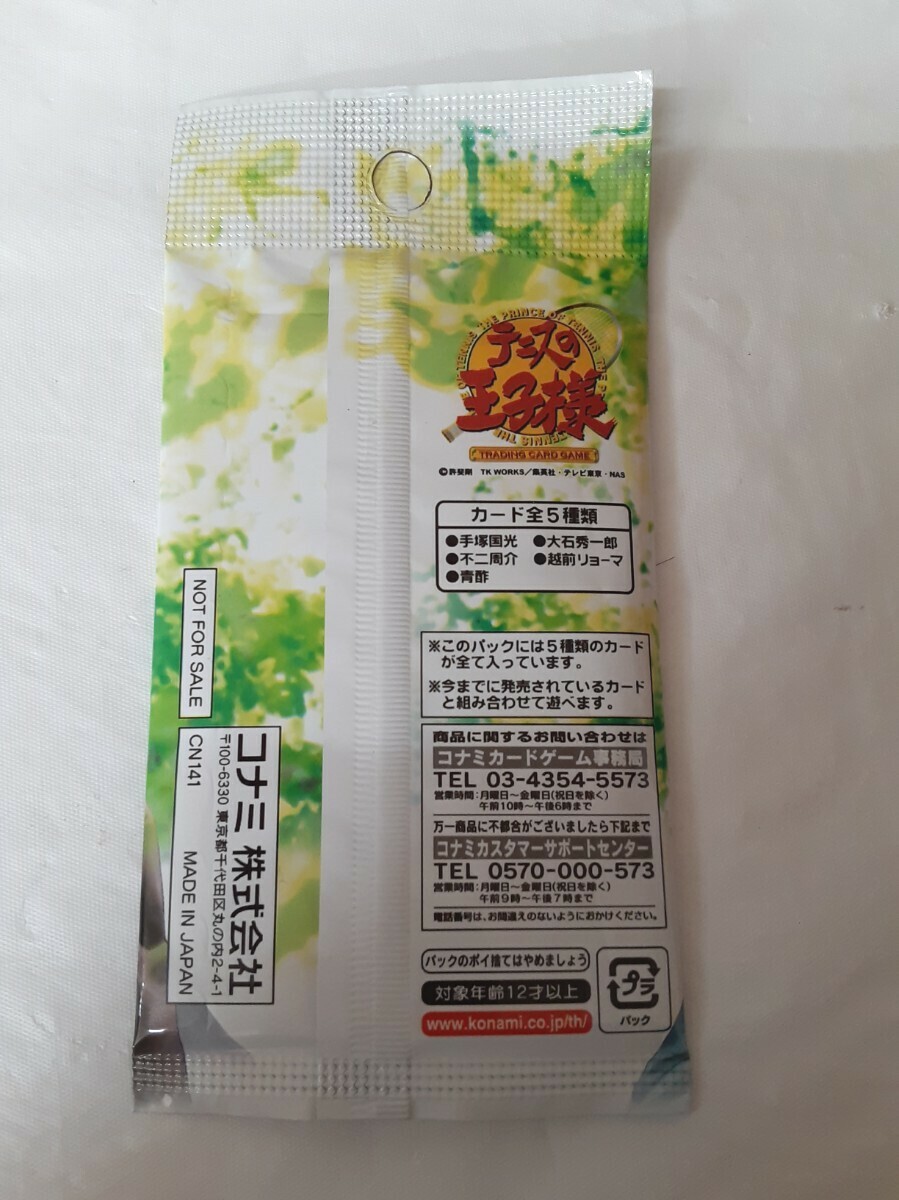 THE PRINCE OF TENNIS
テニスの
王子様
TRADING CARD GAME
©許斐剛 TK WORKS／集英社・テレビ東京・NAS
カード全5種類
●手塚国光 ●大石秀一郎
●不二周介 ●越前リョーマ
●青酢
※このパックには5種類のカード
が全て入っています。
※今までに発売されているカード
と組み合わせて遊べます。
商品に関するお問い合わせは
コナミカードゲーム事務局
TEL 03-4354-5573
営業時間：月曜日～金曜日(祝日を除く)
午前10時～午後6時まで
万一商品に不都合がございましたら下記まで
コナミカスタマーサポートセンター
TEL 0570-000-573
営業時間：月曜日～金曜日(祝日を除く)
午前9時～午後7時まで
電話番号は、お間違えのないようにおかけください。
パックのポイ捨てはやめましょう
対象年齢12才以上
www.konami.co.jp/th/
プラ
パック
NOT FOR SALE
コナミ 株式会社
〒100-6330 東京都千代田区丸の内2-4-1
CN141 MADE IN JAPAN